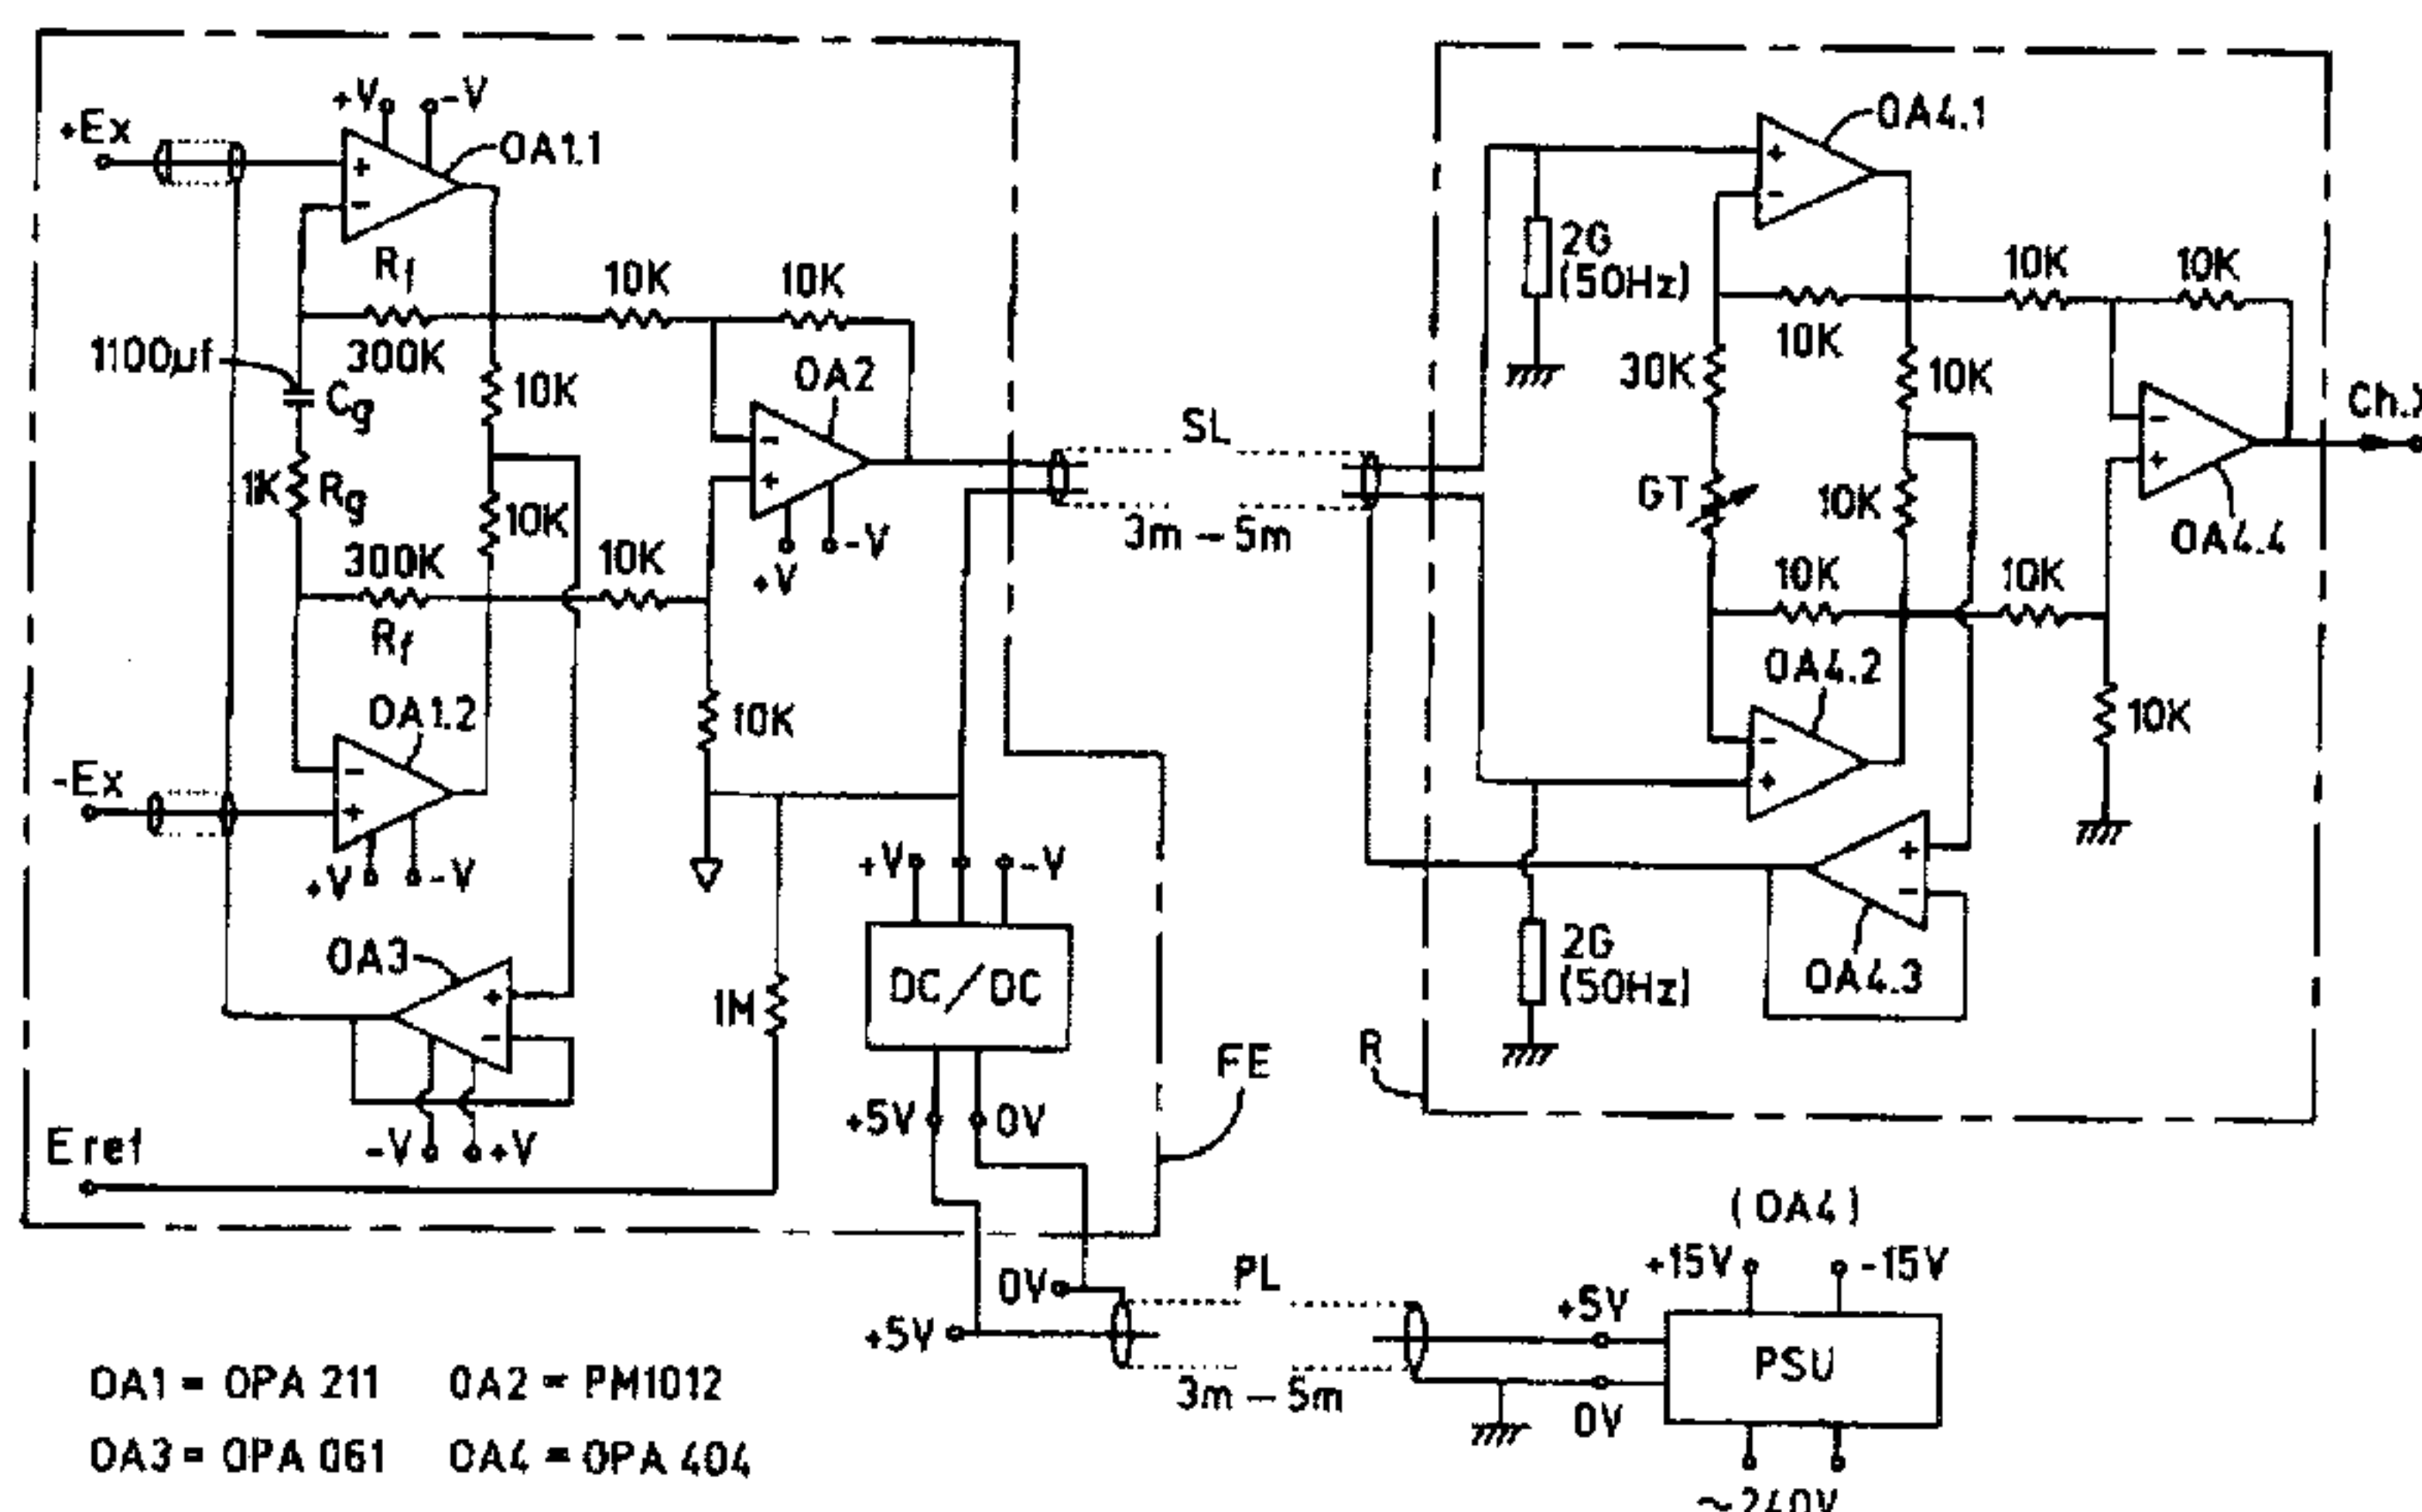 +Ex
+V
-V
OA1.1
Rf
300K
10K
10K
1100µf
Cg
1K
Rg
10K
10K
OA2
+V
-V
300K
Rf
10K
10K
OA1.2
-Ex
+V
-V
OA3
-V
+V
Eref
1M
+V
-V
DC/DC
+5V
0V
FE
SL
3m - 5m
OA4.1
2G
(50Hz)
10K
30K
10K
10K
10K
GT
10K
10K
10K
OA4.4
Ch.
OA4.2
10K
2G
(50Hz)
OA4.3
R
0V
+5V
PL
3m - 5m
(OA4)
+15V
-15V
+5V
PSU
0V
~240V
OA1 = OPA 211 OA2 = PM1012
OA3 = OPA 061 OA4 = OPA 404